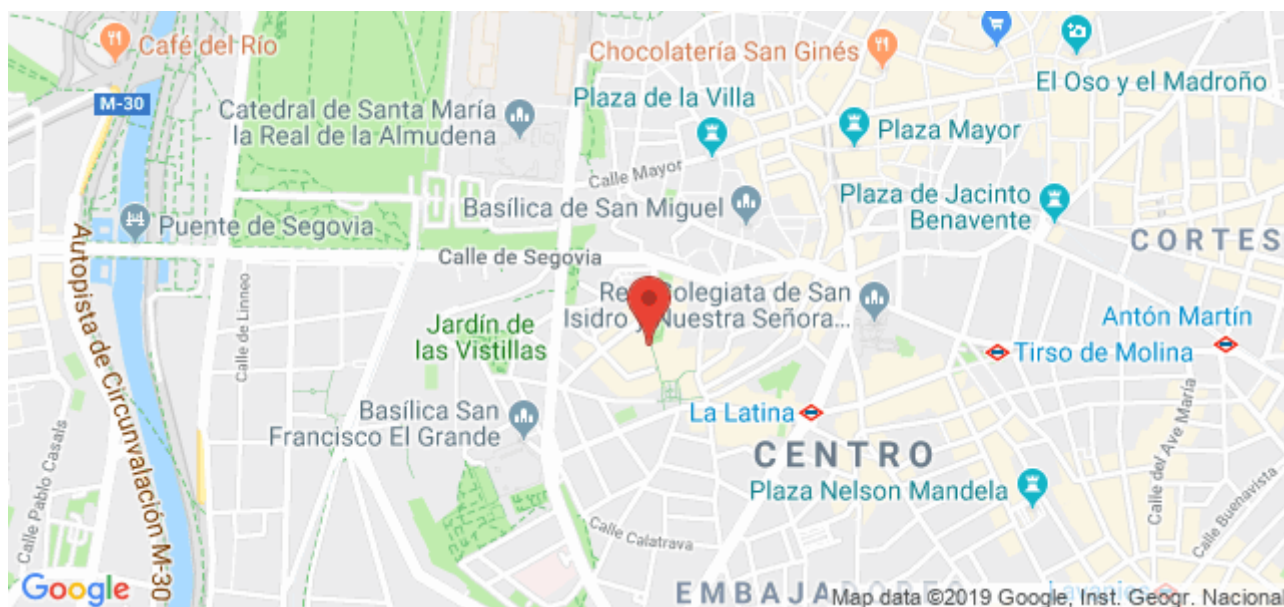 Café del Río
Chocolatería San Ginés
El Oso y el Madroño
M-30
Catedral de Santa María
la Real de la Almudena
Plaza de la Villa
Plaza Mayor
Calle Mayor
Basílica de San Miguel
Plaza de Jacinto
Benavente
Puente de Segovia
CORTES
Calle de Segovia
Autopista de Circunvalación M-30
Calle de Linneo
Colegiata de San
Isidro y Nuestra Señora...
Jardín de
las Vistillas
Antón Martín
Tirso de Molina
Basílica San
Francisco El Grande
La Latina
CENTRO
Plaza Nelson Mandela
Calle Pablo Casals
Calle del Ave María
Calle Buenavista
Calle Calatrava
Google
Map data ©2019 Google, Inst. Geogr. Naciona